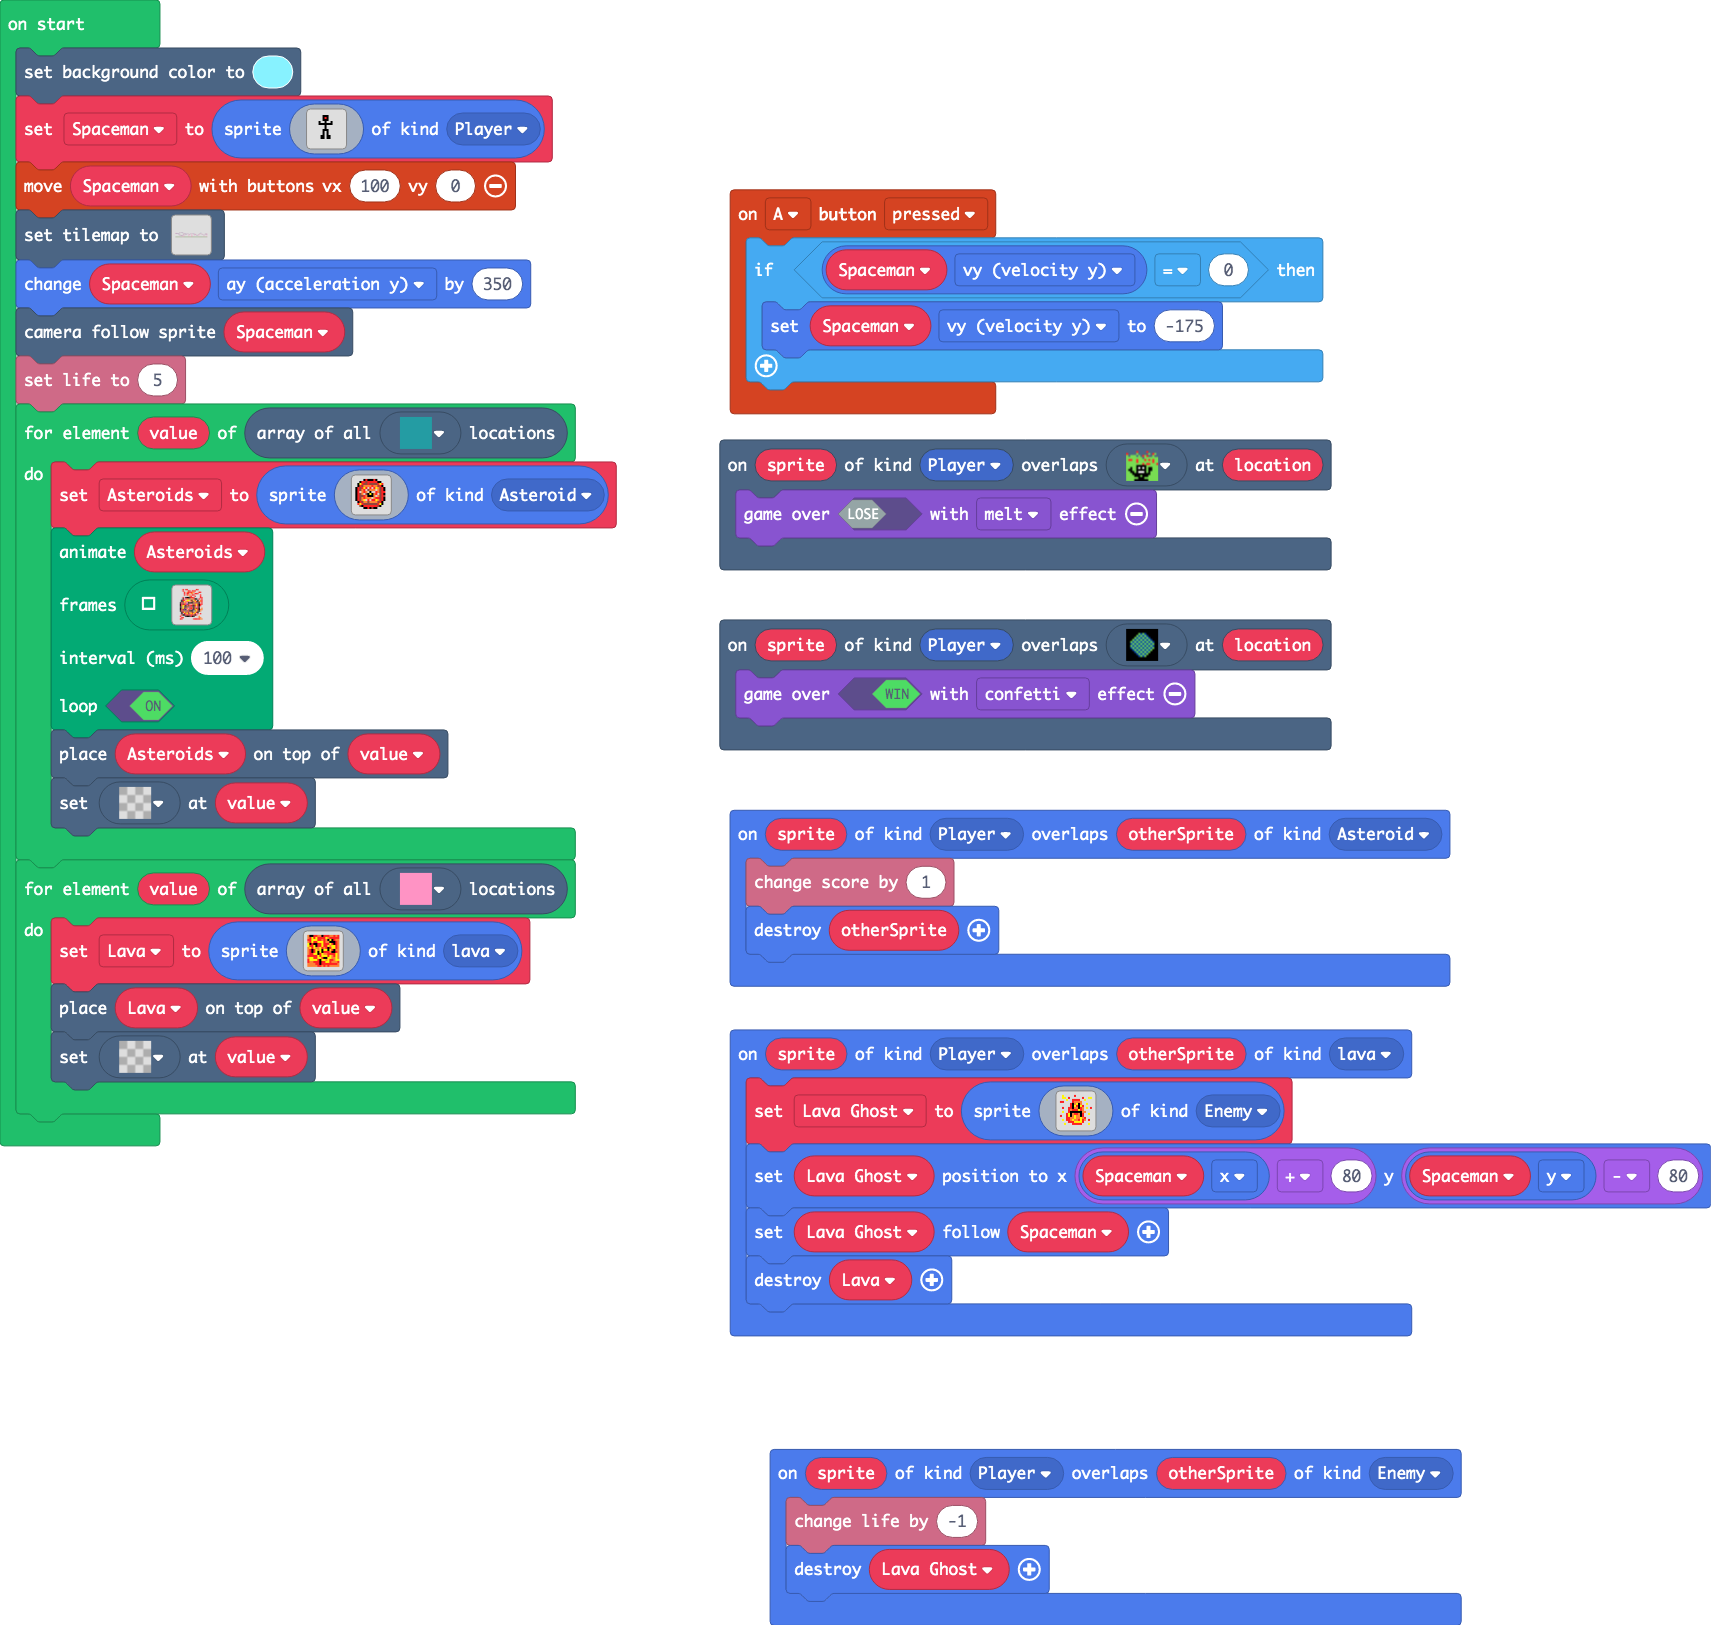 on start
set background color to
set Spaceman to sprite of kind Player
move Spaceman with buttons vx 100 vy 0
set tilemap to
change Spaceman ay (acceleration y) by 350
camera follow sprite Spaceman
set life to 5
for element value of array of all locations
do
set Asteroids to sprite of kind Asteroid
animate Asteroids
frames
interval (ms) 100
loop ON
place Asteroids on top of value
set at value
for element value of array of all locations
do
set Lava to sprite of kind lava
place Lava on top of value
set at value
on A button pressed
if Spaceman vy (velocity y) = 0 then
set Spaceman vy (velocity y) to -175
on sprite of kind Player overlaps at location
game over LOSE with melt effect
on sprite of kind Player overlaps at location
game over WIN with confetti effect
on sprite of kind Player overlaps otherSprite of kind Asteroid
change score by 1
destroy otherSprite
on sprite of kind Player overlaps otherSprite of kind lava
set Lava Ghost to sprite of kind Enemy
set Lava Ghost position to x Spaceman x + 80 y Spaceman y - 80
set Lava Ghost follow Spaceman
destroy Lava
on sprite of kind Player overlaps otherSprite of kind Enemy
change life by -1
destroy Lava Ghost